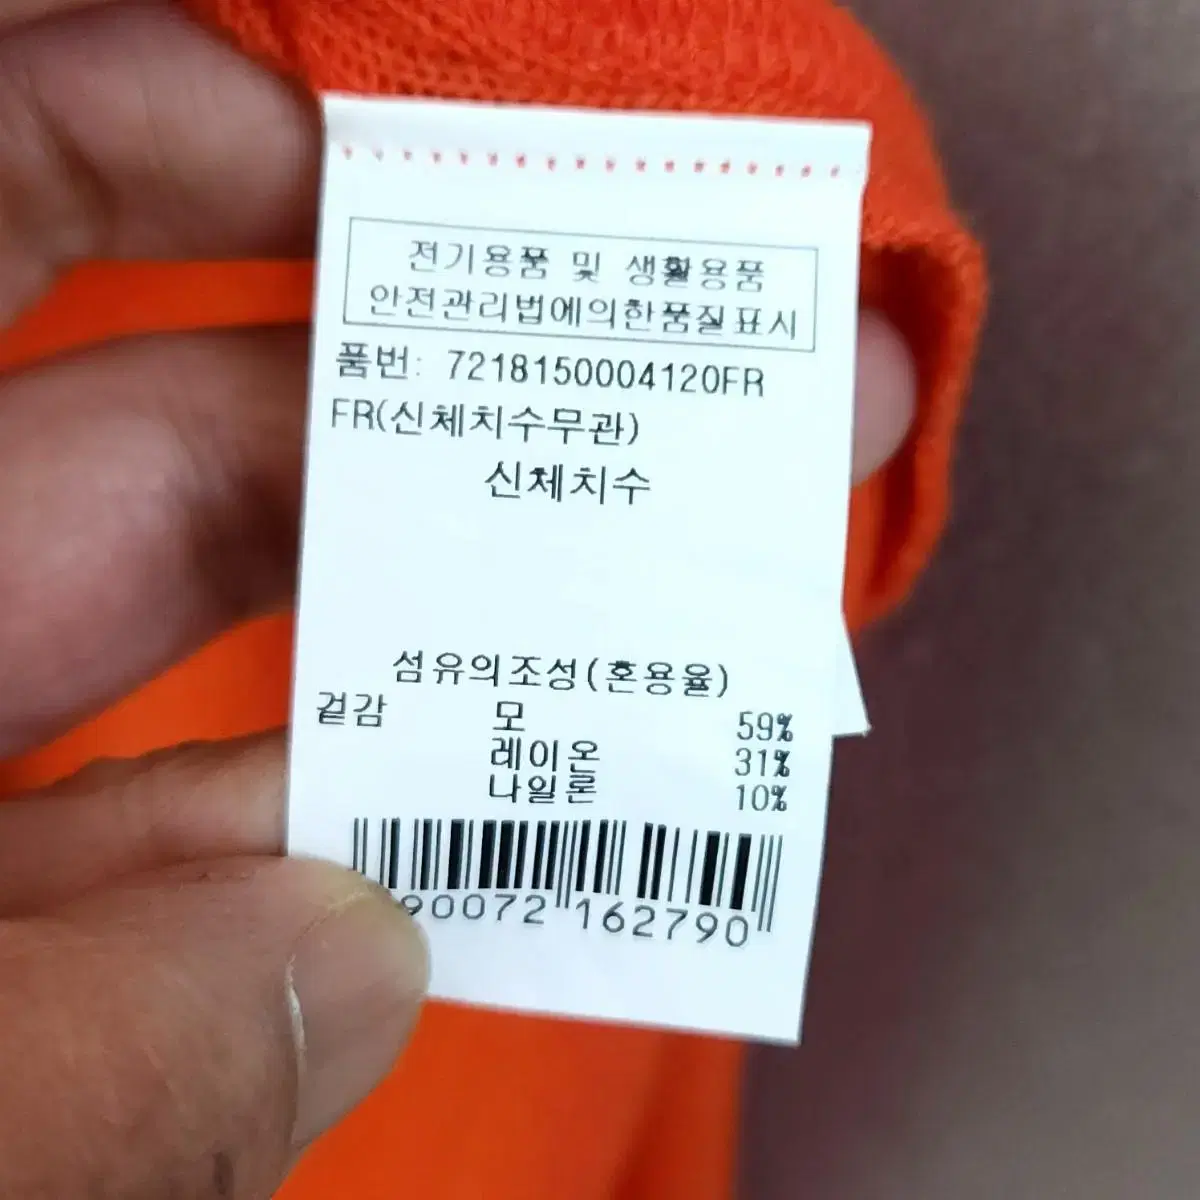 전기용품 및 생활용품
안전관리법에의한품질표시
품번: 7218150004120FR
FR(신체치수무관)
신체치수
섬유의조성(혼용율)
겉감 모 59%
레이온 31%
나일론 10%
90072 162790